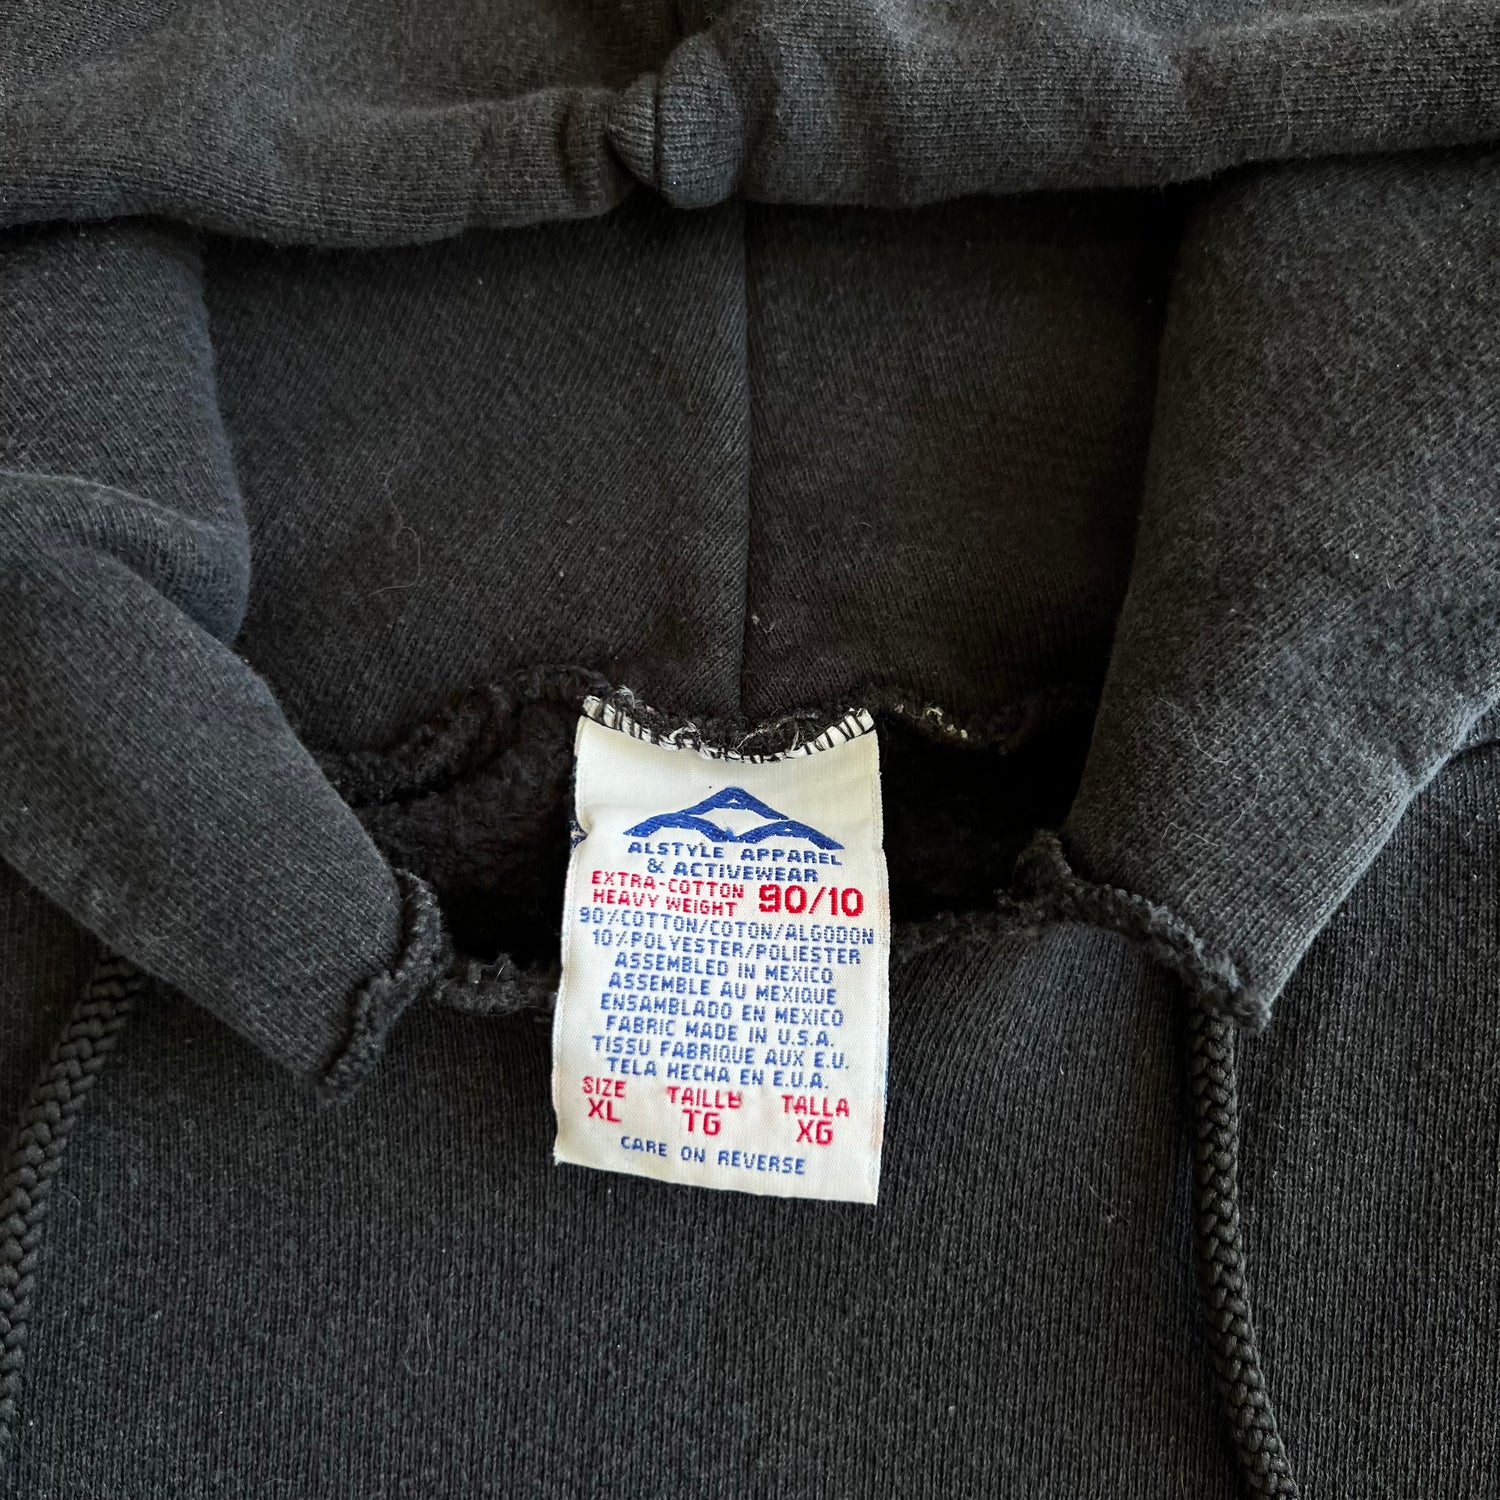 A
AA
ALSTYLE APPAREL
& ACTIVEWEAR
EXTRA-COTTON
HEAVY WEIGHT 90/10
90%COTTON/COTON/ALGODON
10%POLYESTER/POLIESTER
ASSEMBLED IN MEXICO
ASSEMBLE AU MEXIQUE
ENSAMBLADO EN MEXICO
FABRIC MADE IN U.S.A.
TISSU FABRIQUE AUX E.U.
TELA HECHA EN E.U.A.
SIZE TAILLE TALLA
XL TG XG
CARE ON REVERSE